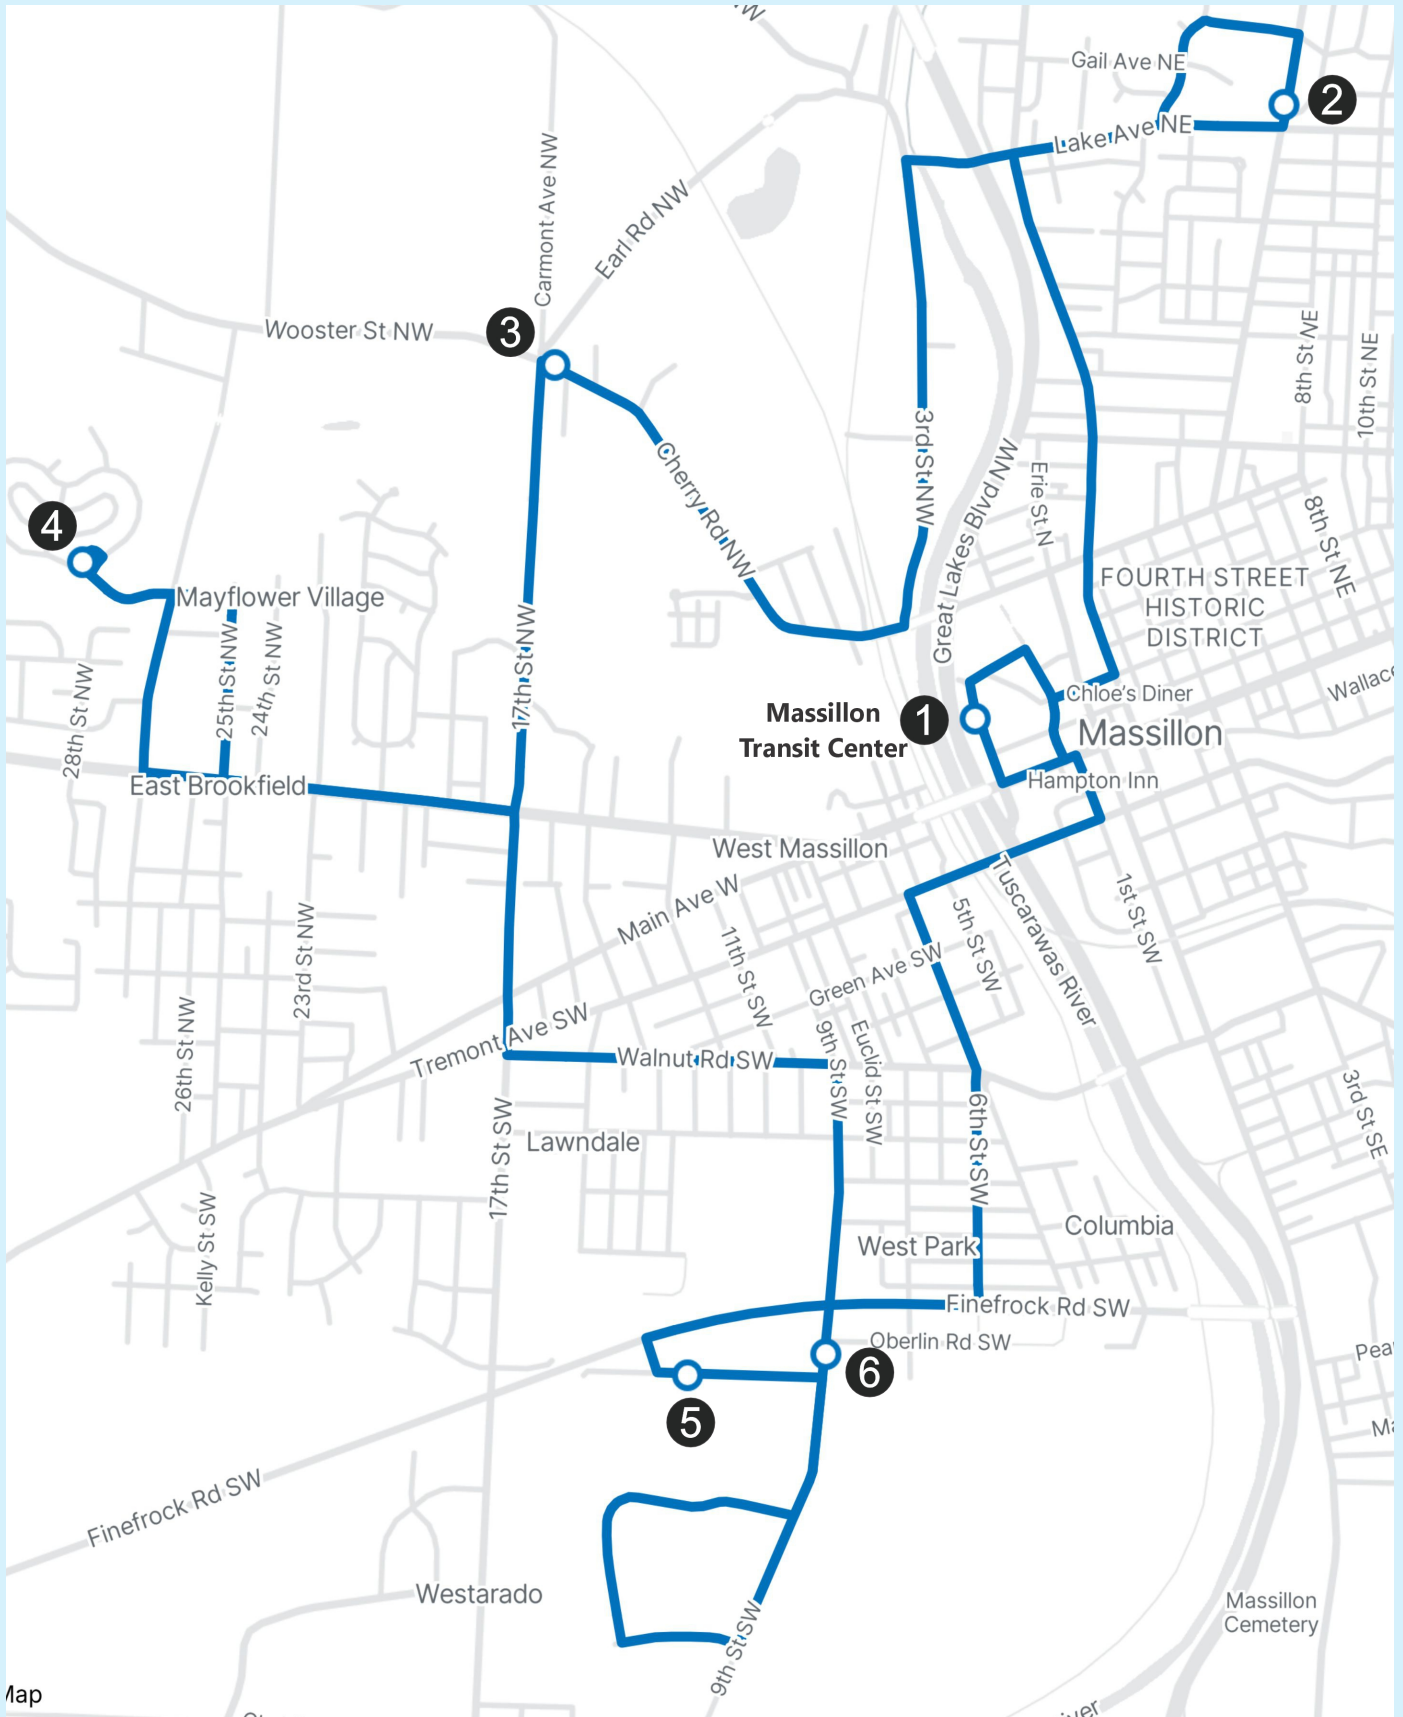 Gail Ave NE
2
Lake Ave NE
Carmont Ave NW
Earl Rd NW
3
Wooster St NW
8th St NE
10th St NE
Cherry Rd NW
3rd St NW
Great Lakes Blvd NW
Erie St N
8th St NE
4
Mayflower Village
FOURTH STREET
HISTORIC
DISTRICT
17th St NW
25th St NW
24th St NW
28th St NW
Wallace
Chloe's Diner
Massillon
Transit Center
1
Massillon
Hampton Inn
East Brookfield
West Massillon
Main Ave W
Tuscarawas River
1st St SW
5th St SW
11th St SW
Green Ave SW
23rd St NW
26th St NW
Tremont Ave SW
Walnut Rd SW
9th St SW
Euclid St SW
6th St SW
3rd St SE
17th St SW
Lawndale
Kelly St SW
Columbia
West Park
Finefrock Rd SW
Oberlin Rd SW
6
5
Finefrock Rd SW
Westarado
9th St SW
Massillon
Cemetery
Map